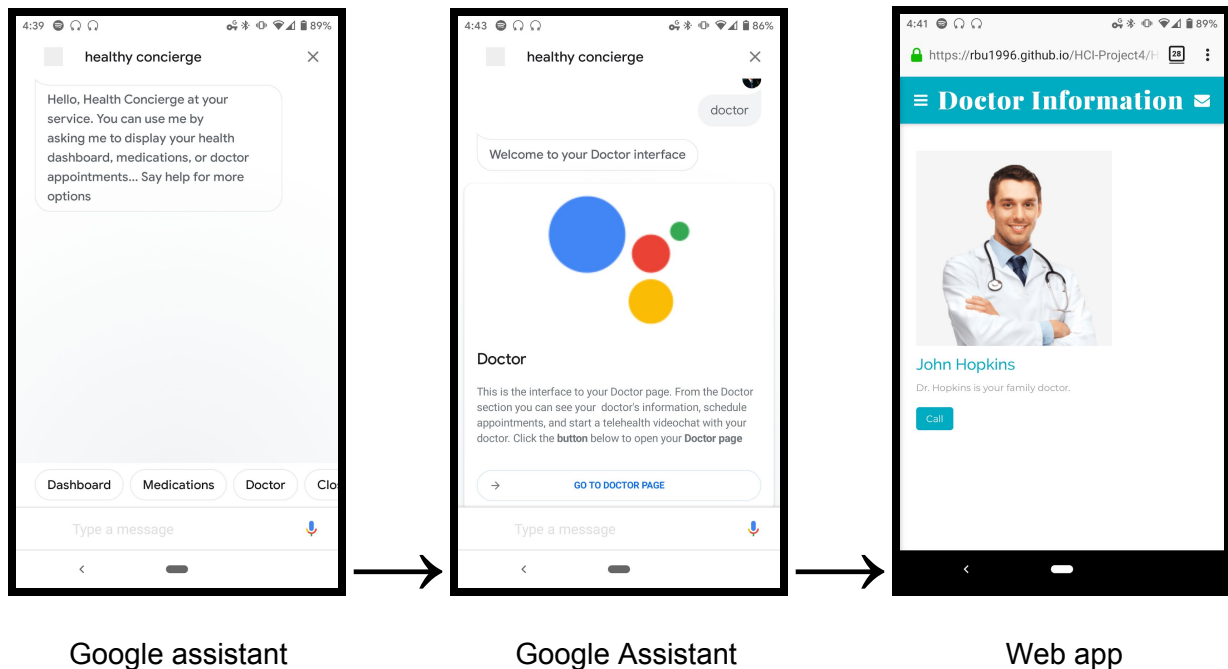 4:39 89%
healthy concierge
Hello, Health Concierge at your
service. You can use me by
asking me to display your health
dashboard, medications, or doctor
appointments... Say help for more
options
Dashboard Medications Doctor Clo
Type a message
Google assistant
4:43 86%
healthy concierge
doctor
Welcome to your Doctor interface
Doctor
This is the interface to your Doctor page. From the Doctor
section you can see your doctor's information, schedule
appointments, and start a telehealth videochat with your
doctor. Click the button below to open your Doctor page
GO TO DOCTOR PAGE
Type a message
Google Assistant
4:41 89%
https://rbu1996.github.io/HCI-Project4/H 28
Doctor Information
John Hopkins
Dr. Hopkins is your family doctor.
Call
Web app